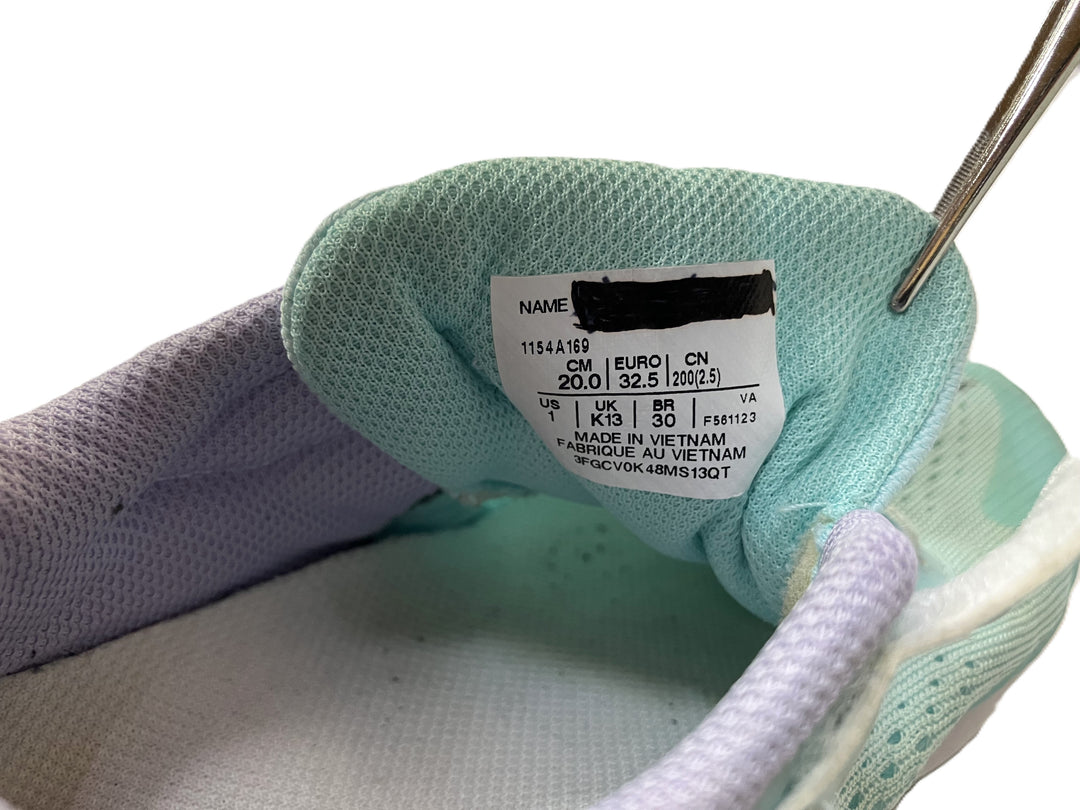 NAME
1154A169
CM EURO CN
20.0 32.5 200(2.5)
US UK BR VA
1 K13 30 F561123
MADE IN VIETNAM
FABRIQUE AU VIETNAM
3FGCV0K48MS13QT